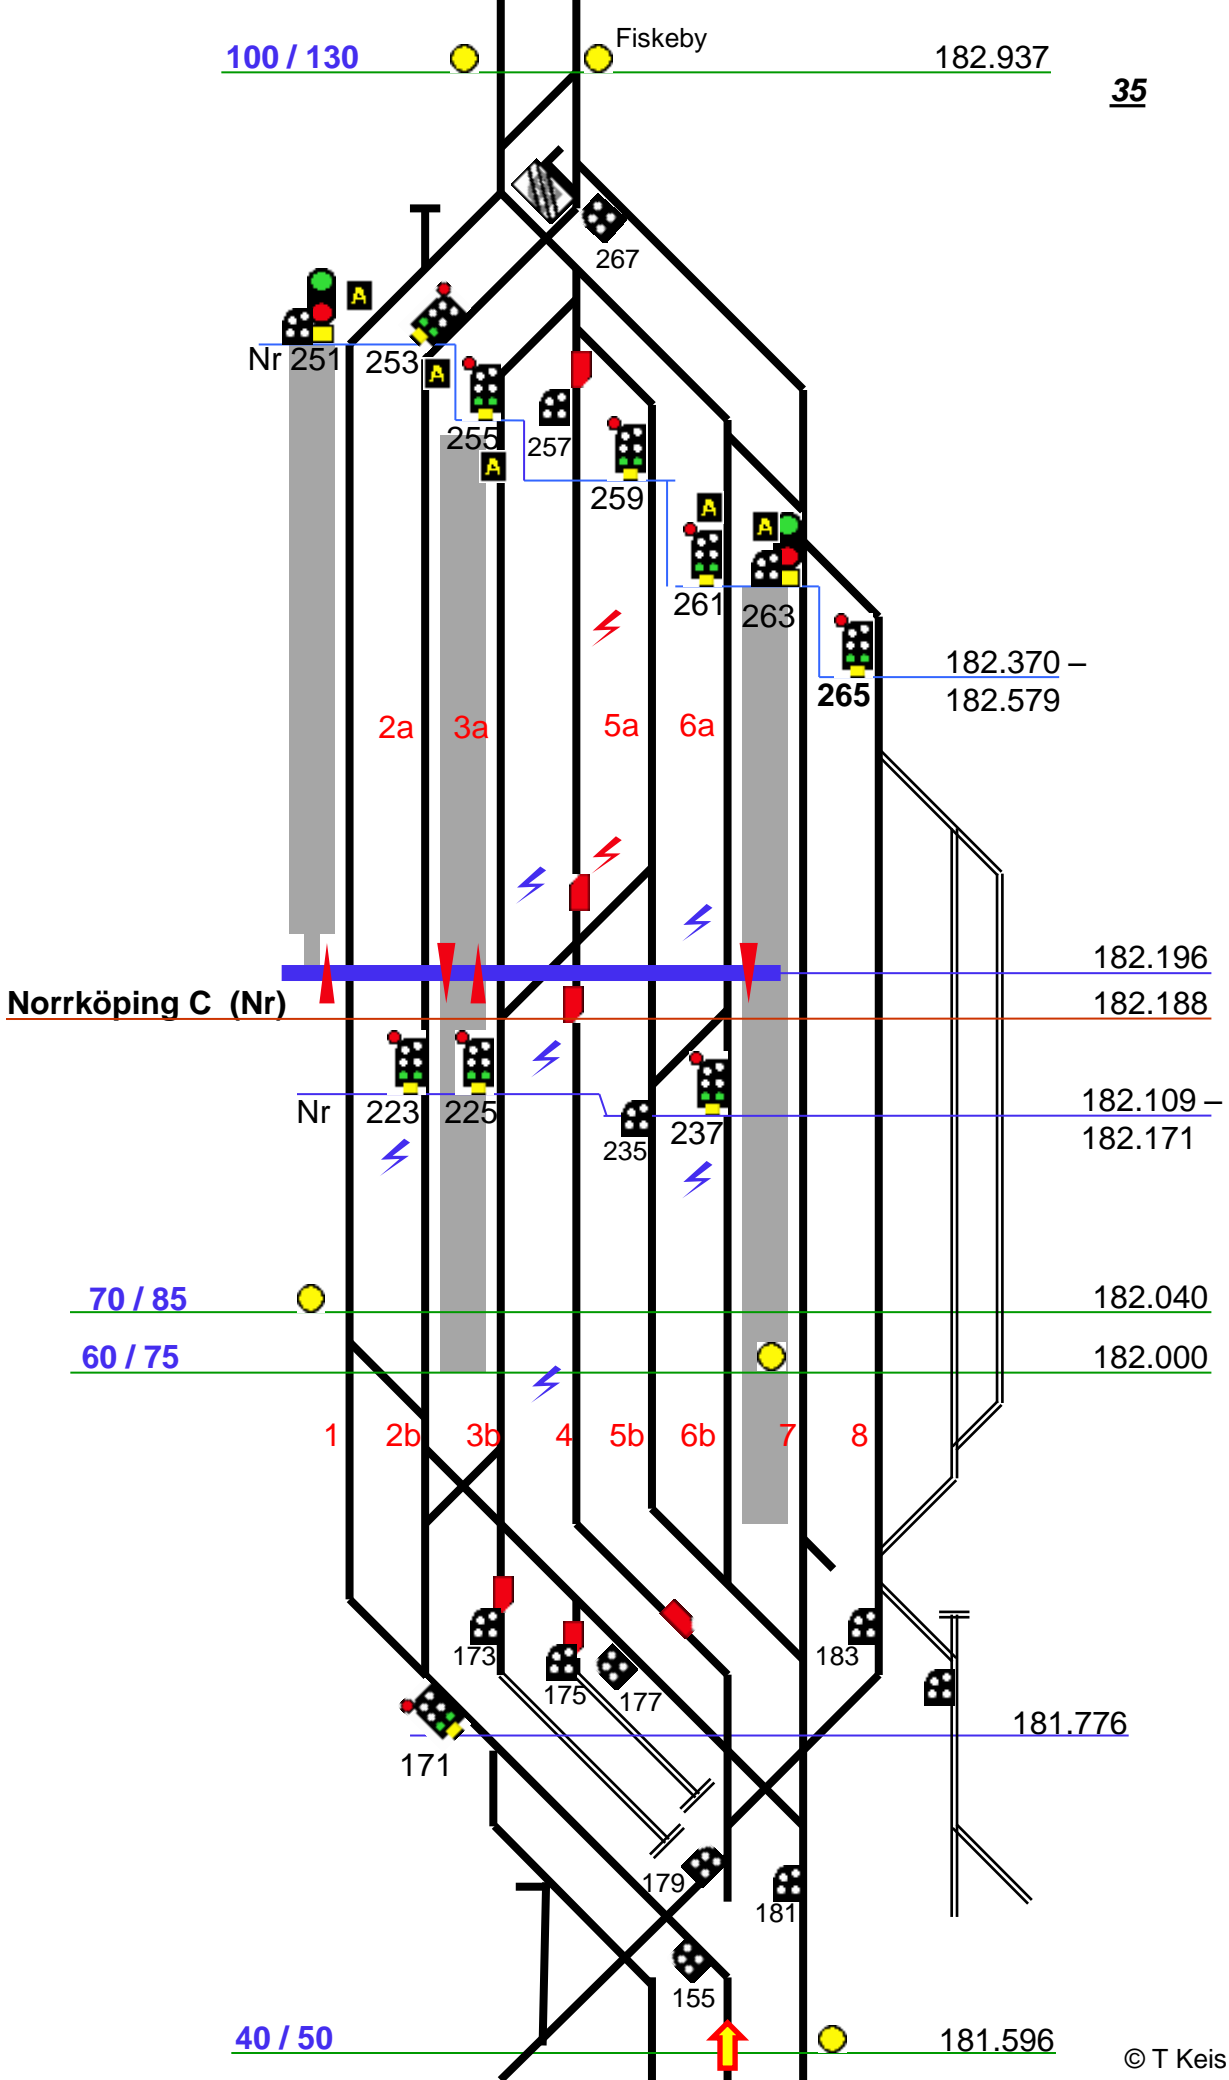 Fiskeby
100 / 130
182.937
35
267
A
Nr 251
253
A
255
257
A
259
A
A
261
263
265
182.370 –
182.579
2a
3a
5a
6a
182.196
Norrköping C (Nr)
182.188
Nr
223
225
235
237
182.109 –
182.171
70 / 85
182.040
60 / 75
182.000
1
2b
3b
4
5b
6b
7
8
173
175
177
183
171
181.776
179
181
155
40 / 50
181.596
© T Keis